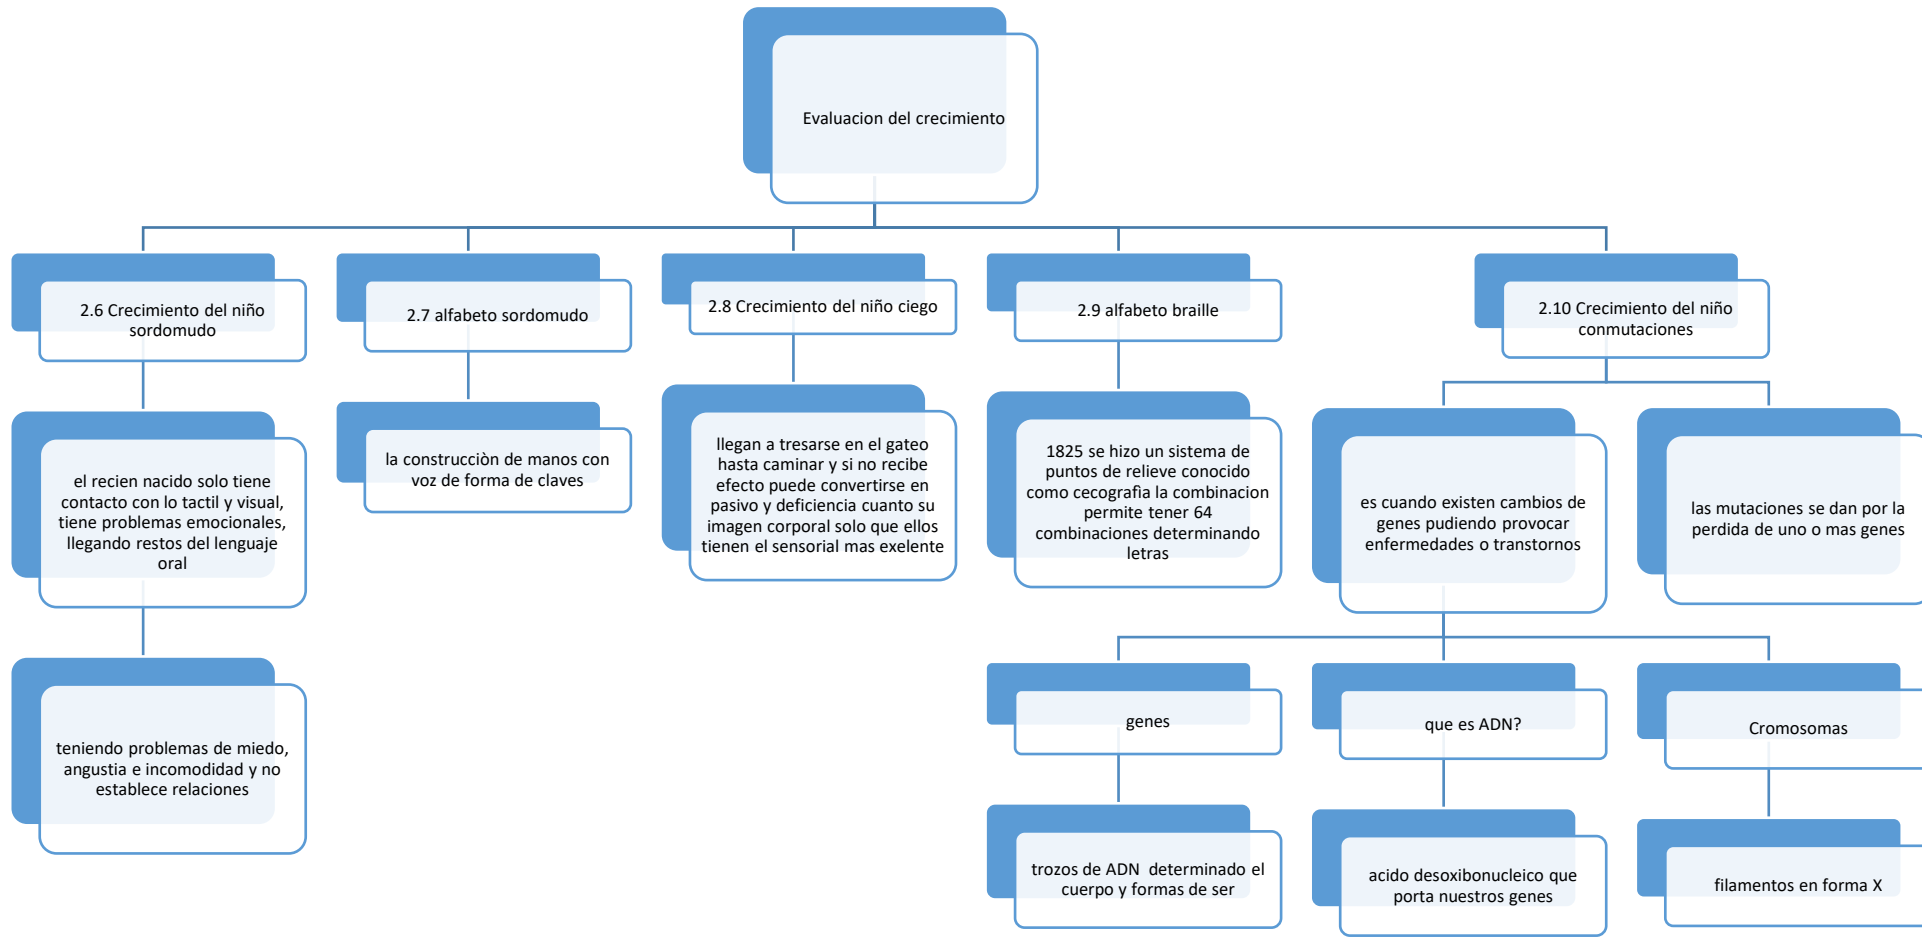 Evaluacion del crecimiento
2.6 Crecimiento del niño
sordomudo
2.7 alfabeto sordomudo
2.8 Crecimiento del niño ciego
2.9 alfabeto braille
2.10 Crecimiento del niño
conmutaciones
el recien nacido solo tiene
contacto con lo tactil y visual,
tiene problemas emocionales,
llegando restos del lenguaje
oral
la construcciòn de manos con
voz de forma de claves
llegan a tresarse en el gateo
hasta caminar y si no recibe
efecto puede convertirse en
pasivo y deficiencia cuanto su
imagen corporal solo que ellos
tienen el sensorial mas exelente
1825 se hizo un sistema de
puntos de relieve conocido
como cecografìa la combinacion
permite tener 64
combinaciones determinando
letras
es cuando existen cambios de
genes pudiendo provocar
enfermedades o transtornos
las mutaciones se dan por la
perdida de uno o mas genes
teniendo problemas de miedo,
angustia e incomodidad y no
establece relaciones
genes
que es ADN?
Cromosomas
trozos de ADN determinado el
cuerpo y formas de ser
acido desoxibonucleico que
porta nuestros genes
filamentos en forma X